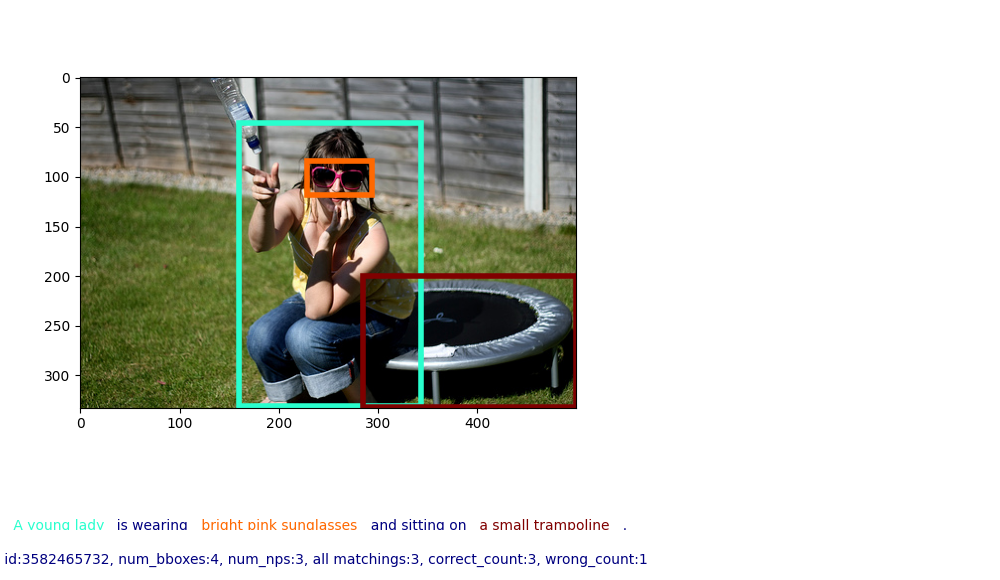 0
50
100
150
200
250
300
0 100 200 300 400
A young lady is wearing bright pink sunglasses and sitting on a small trampoline .
id:3582465732, num_bboxes:4, num_nps:3, all matchings:3, correct_count:3, wrong_count:1